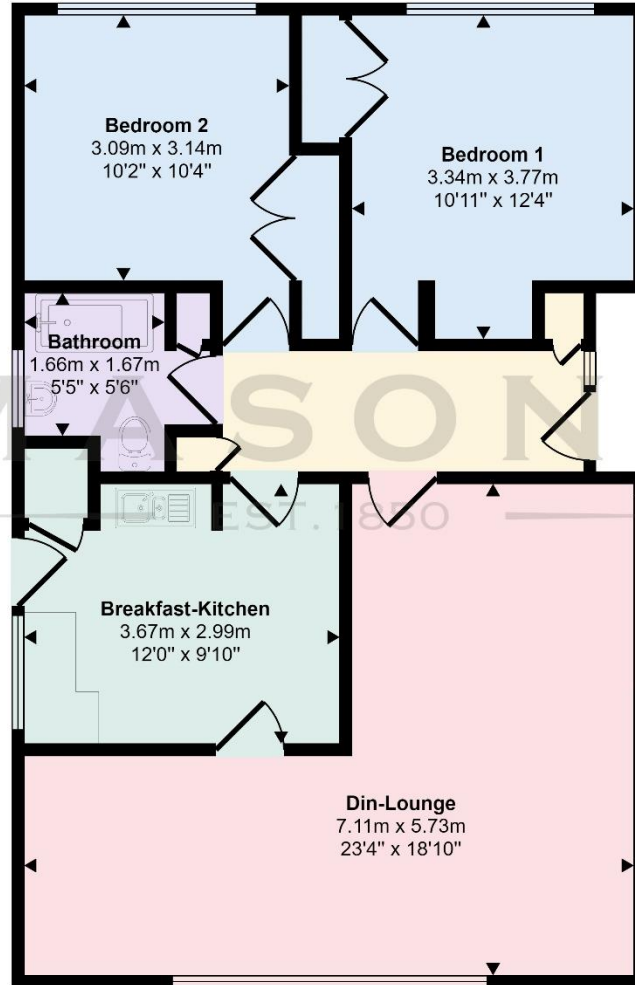 Bedroom 2
3.09m x 3.14m
10'2" x 10'4"
Bedroom 1
3.34m x 3.77m
10'11" x 12'4"
Bathroom
1.66m x 1.67m
5'5" x 5'6"
MASON
EST. 1850
Breakfast-Kitchen
3.67m x 2.99m
12'0" x 9'10"
Din-Lounge
7.11m x 5.73m
23'4" x 18'10"